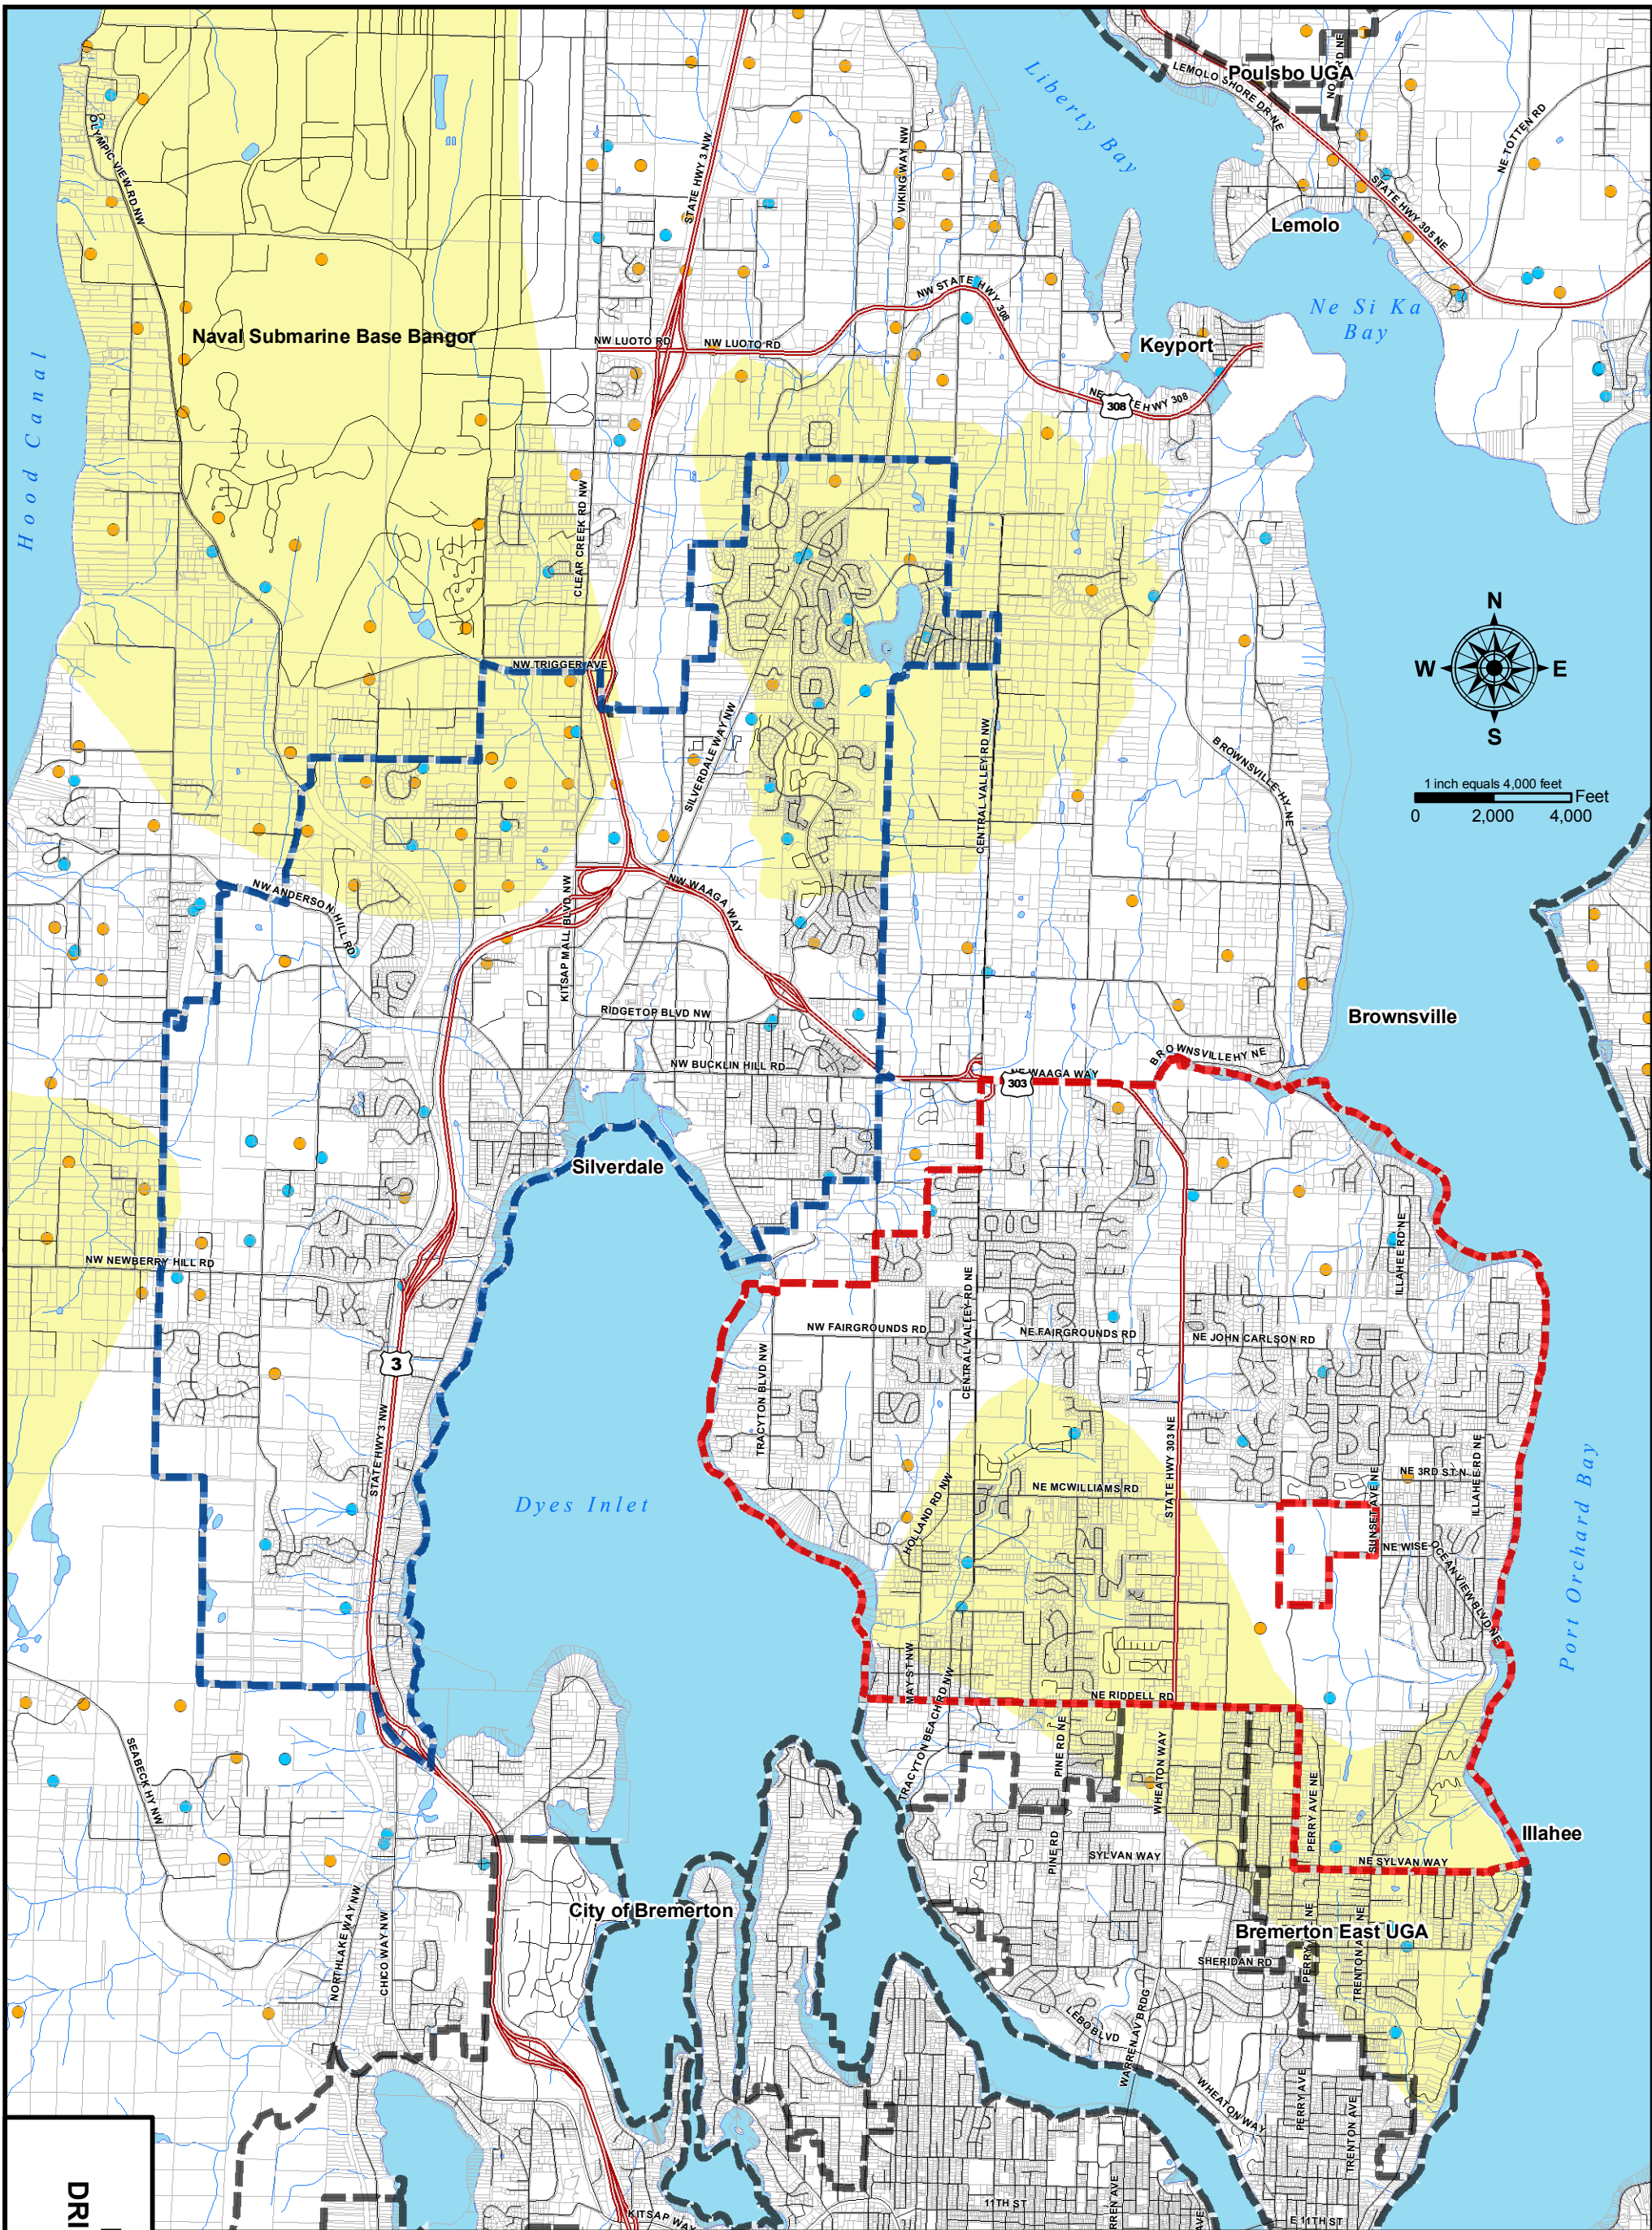 Poulsbo UGA
LEMOLO SHORE DR NE
NE TOTTEN RD
Liberty Bay
OLYMPIC VIEW RD NW
STATE HWY 3 NW
VIKING WAY NW
STATE HWY 305 NE
Lemolo
Ne Si Ka
Bay
NW STATE HWY 308
Naval Submarine Base Bangor
NW LUOTO RD
NW LUOTO RD
Keyport
308
HWY 308
Hood Canal
CLEAR CREEK RD NW
N
W
E
S
NW TRIGGER AVE
SILVERDALE WAY NW
CENTRAL VALLEY RD NW
BROWNSVILLE HY NE
1 inch equals 4,000 feet
Feet
0
2,000
4,000
NW ANDERSON HILL RD
KITSAP MALL BLVD NW
NW WAAGA WAY
RIDGETOP BLVD NW
Brownsville
NW BUCKLIN HILL RD
BROWNSVILLE HY NE
NE WAAGA WAY
303
Silverdale
NW NEWBERRY HILL RD
ILLAHEE RD NE
NW FAIRGROUNDS RD
NE FAIRGROUNDS RD
NE JOHN CARLSON RD
CENTRAL VALLEY RD NE
3
TRACYTON BLVD NW
STATE HWY 3 NW
STATE HWY 303 NE
Dyes Inlet
HOLLAND RD NW
NE MCWILLIAMS RD
NE 3RD ST N
ILLAHEE RD NE
SUNSET AVE NE
NE WISE
OCEAN VIEW BLVD NE
Port Orchard Bay
MAY ST NW
TRACYTON BEACH RD NW
NE RIDDELL RD
PINE RD NE
WHEATON WAY
PERRY AVE NE
SEABECK HY NW
Illahee
PINE RD
SYLVAN WAY
NE SYLVAN WAY
City of Bremerton
Bremerton East UGA
NORTHLAKE WAY NW
CHICO WAY NW
SHERIDAN RD
LEBO BLVD
WARREN AV BRDG
WHEATON WAY
PERRY AVE
TRENTON AVE
11TH ST
E 11TH ST
KITSAP WAY
DRI